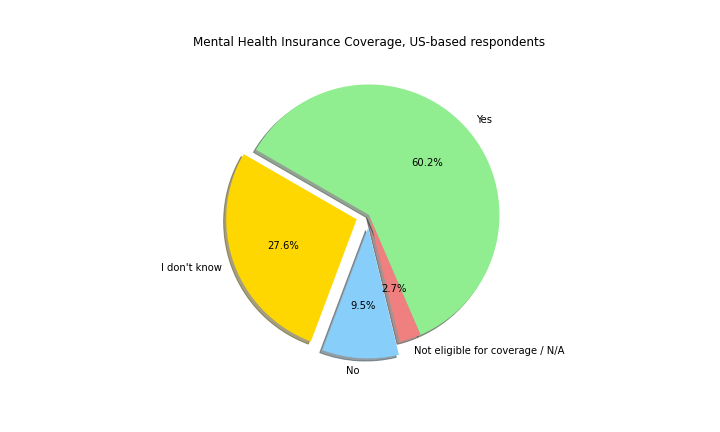 Mental Health Insurance Coverage, US-based respondents
Yes
60.2%
27.6%
I don't know
2.7%
9.5%
Not eligible for coverage / N/A
No